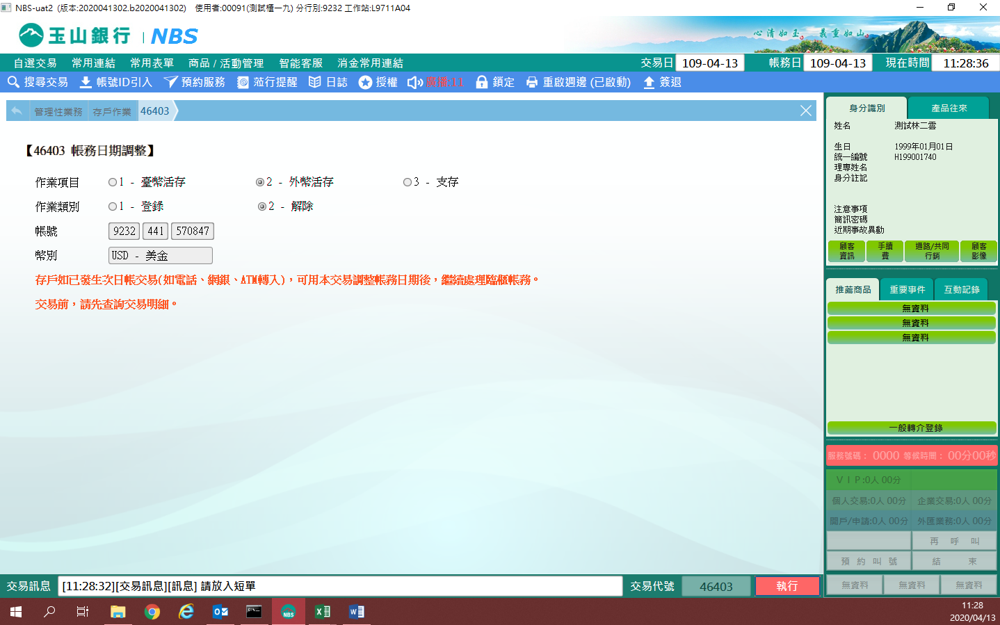 NBS-uat2 (版本:2020041302.b2020041302) 使用者:00091(測試櫃一九) 分行別:9232 工作站:L9711A04
玉山銀行 NBS
心清如玉。 義重如山。
自選交易 常用連結 常用表單 商品 / 活動管理 智能客服 消金常用連結 交易日 109-04-13 帳務日 109-04-13 現在時間 11:28:36
搜尋交易 帳號ID引入 預約服務 蒞行提醒 日誌 授權 廣播:11 鎖定 重啟週邊 (已啟動) 簽退
管理性業務 存戶作業 46403
【46403 帳務日期調整】
作業項目 1 - 臺幣活存 2 - 外幣活存 3 - 支存
作業類別 1 - 登錄 2 - 解除
帳號 9232 441 570847
幣別 USD - 美金
存戶如已發生次日帳交易(如電話、網銀、ATM轉入)，可用本交易調整帳務日期後，繼續處理臨櫃帳務。
交易前，請先查詢交易明細。
身分識別 產品往來
姓名 測試林二雲
生日 1999年01月01日
統一編號 H199001740
理專姓名
身分註記
注意事項
簡訊密碼
近期事故異動
顧客資訊 手續費 通路/共同行銷 顧客影像
推薦商品 重要事件 互動記錄
無資料
無資料
無資料
一般轉介登錄
服務號碼： 0000 等候時間： 00分00秒
ＶＩＰ:0人 00分
個人交易:0人 00分 企業交易:0人 00分
開戶/申請:0人 00分 外匯業務:0人 00分
再 呼 叫
預 約 叫 號 結 束
無資料 無資料 無資料
交易訊息 [11:28:32][交易訊息][訊息] 請放入短單 交易代號 46403 執行
NBS
11:28
2020/04/13